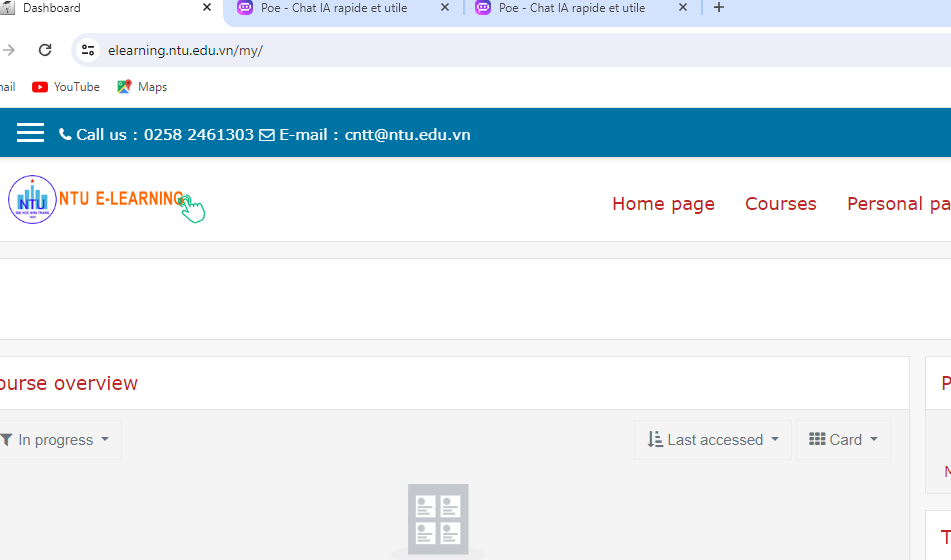 Dashboard
Poe - Chat IA rapide et utile
Poe - Chat IA rapide et utile
elearning.ntu.edu.vn/my/
YouTube
Maps
Call us : 0258 2461303 E-mail : cntt@ntu.edu.vn
NTU
NTU E-LEARNING
Home page
Courses
Personal pa
ourse overview
P
In progress
Last accessed
Card
M
T